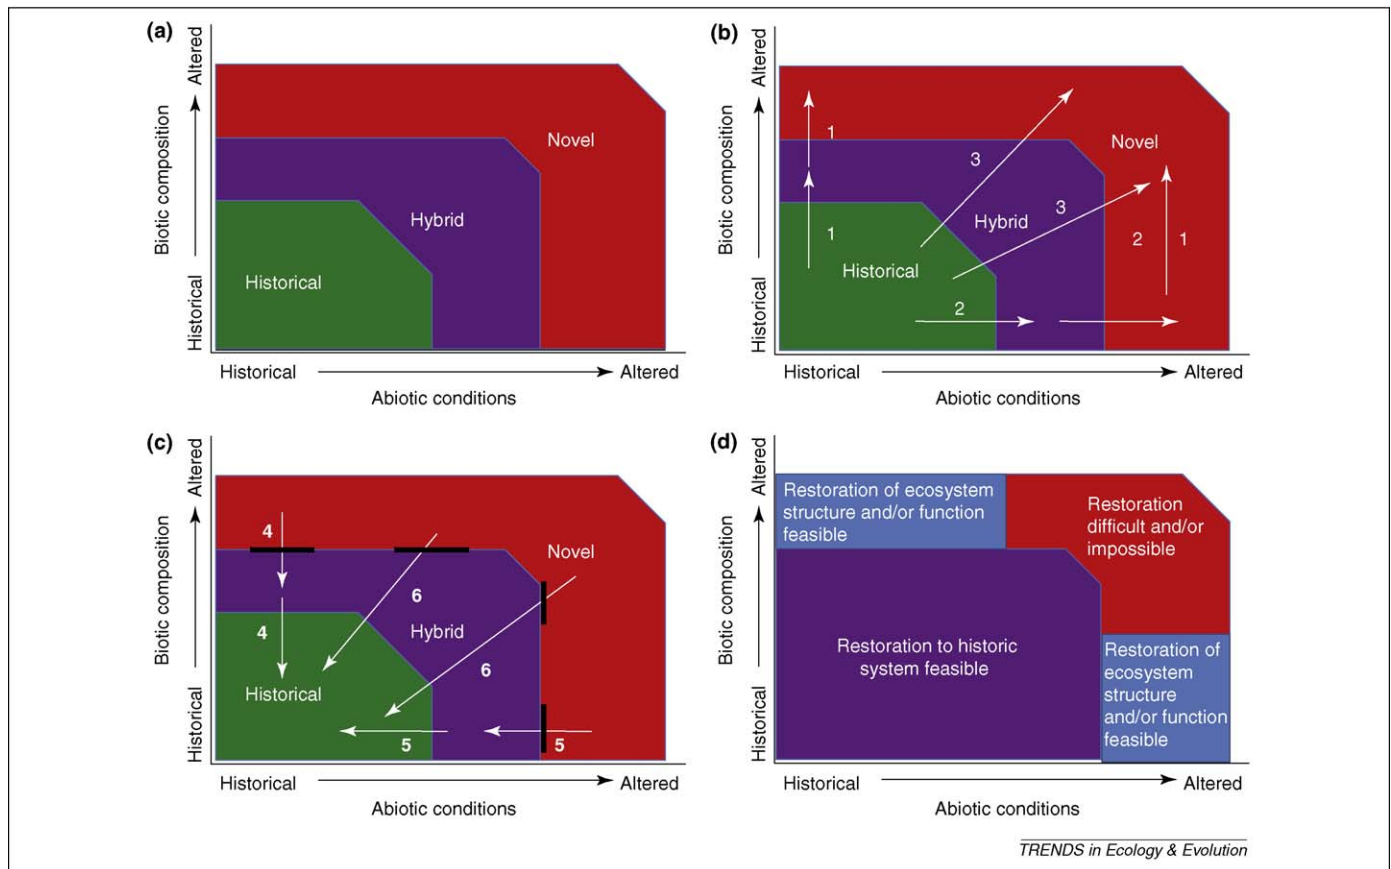 (a)
Altered
Biotic composition
Historical
Novel
Hybrid
Historical
Historical
Altered
Abiotic conditions
(b)
Altered
Biotic composition
Historical
1
1
3
3
Novel
Hybrid
2
1
Historical
2
Historical
Altered
Abiotic conditions
(c)
Altered
Biotic composition
Historical
4
Novel
6
4
Hybrid
6
Historical
5
5
Historical
Altered
Abiotic conditions
(d)
Altered
Biotic composition
Historical
Restoration of ecosystem
structure and/or function
feasible
Restoration
difficult and/or
impossible
Restoration to historic
system feasible
Restoration of
ecosystem
structure
and/or function
feasible
Historical
Altered
Abiotic conditions
TRENDS in Ecology & Evolution